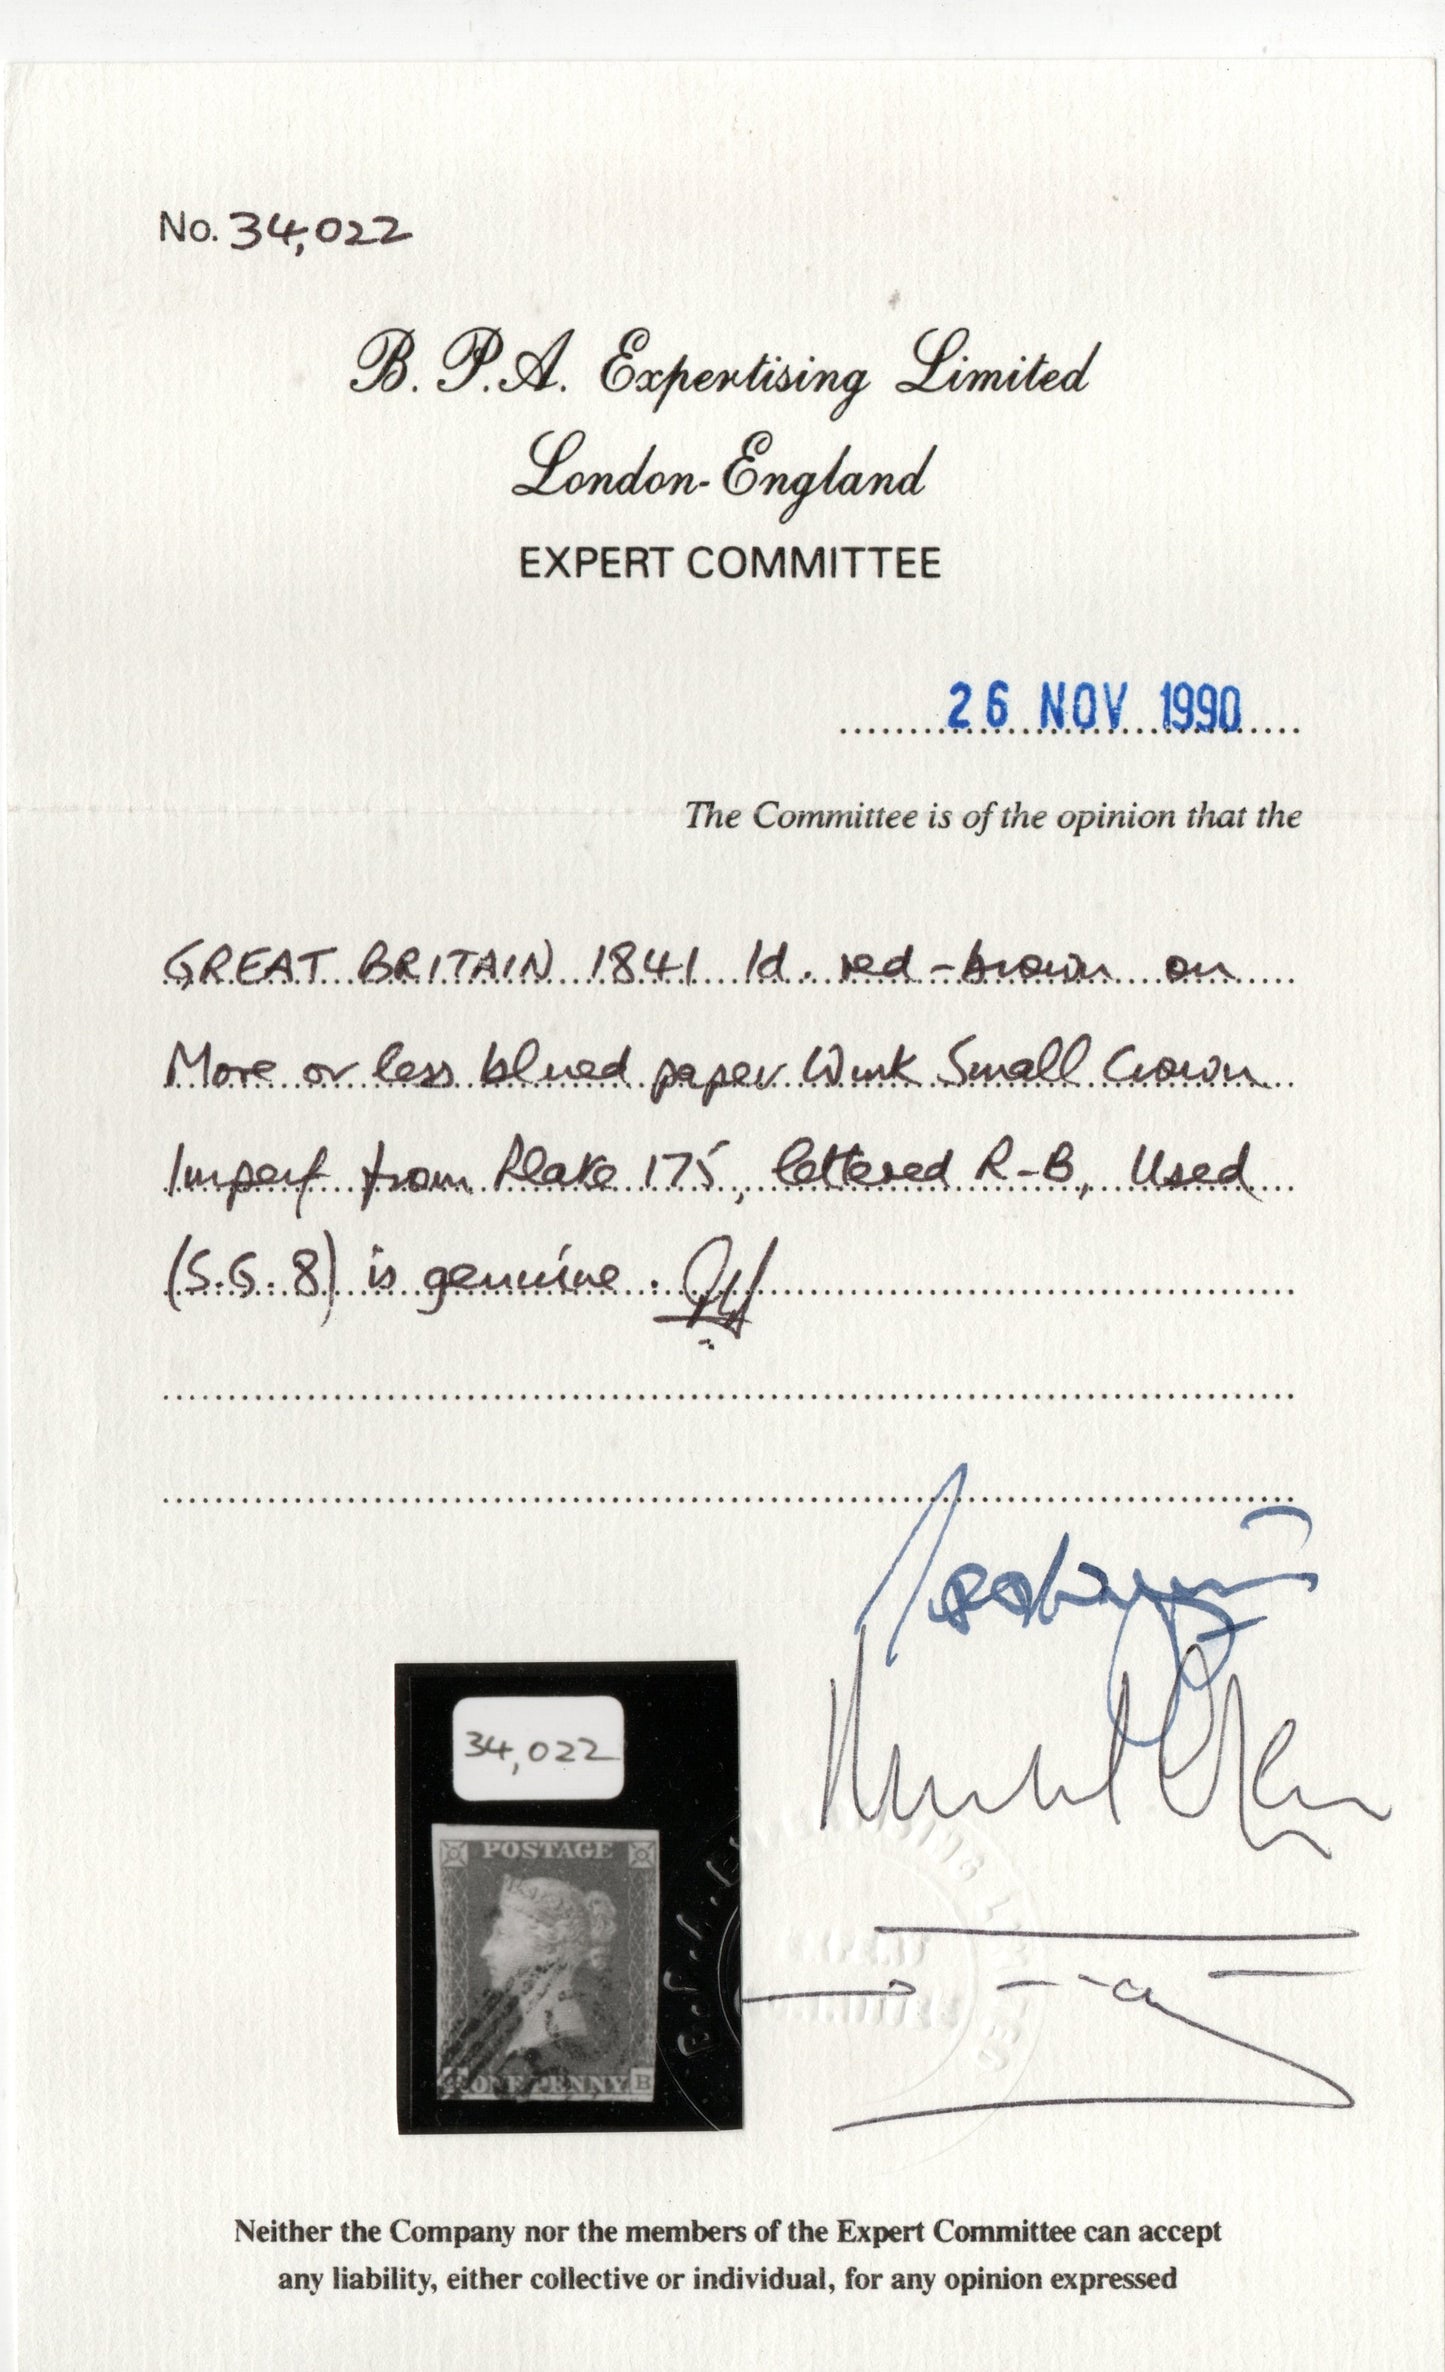 No. 34,022
B. P. A. Expertising Limited
London-England
EXPERT COMMITTEE
26 NOV 1990
The Committee is of the opinion that the
GREAT BRITAIN 1841 1d. red-brown on
More or less blued paper Wmk Small Crown
Imperf from Plate 175, lettered R-B, Used
(S.G. 8) is genuine.
34,022
POSTAGE
ONE PENNY B
Neither the Company nor the members of the Expert Committee can accept
any liability, either collective or individual, for any opinion expressed